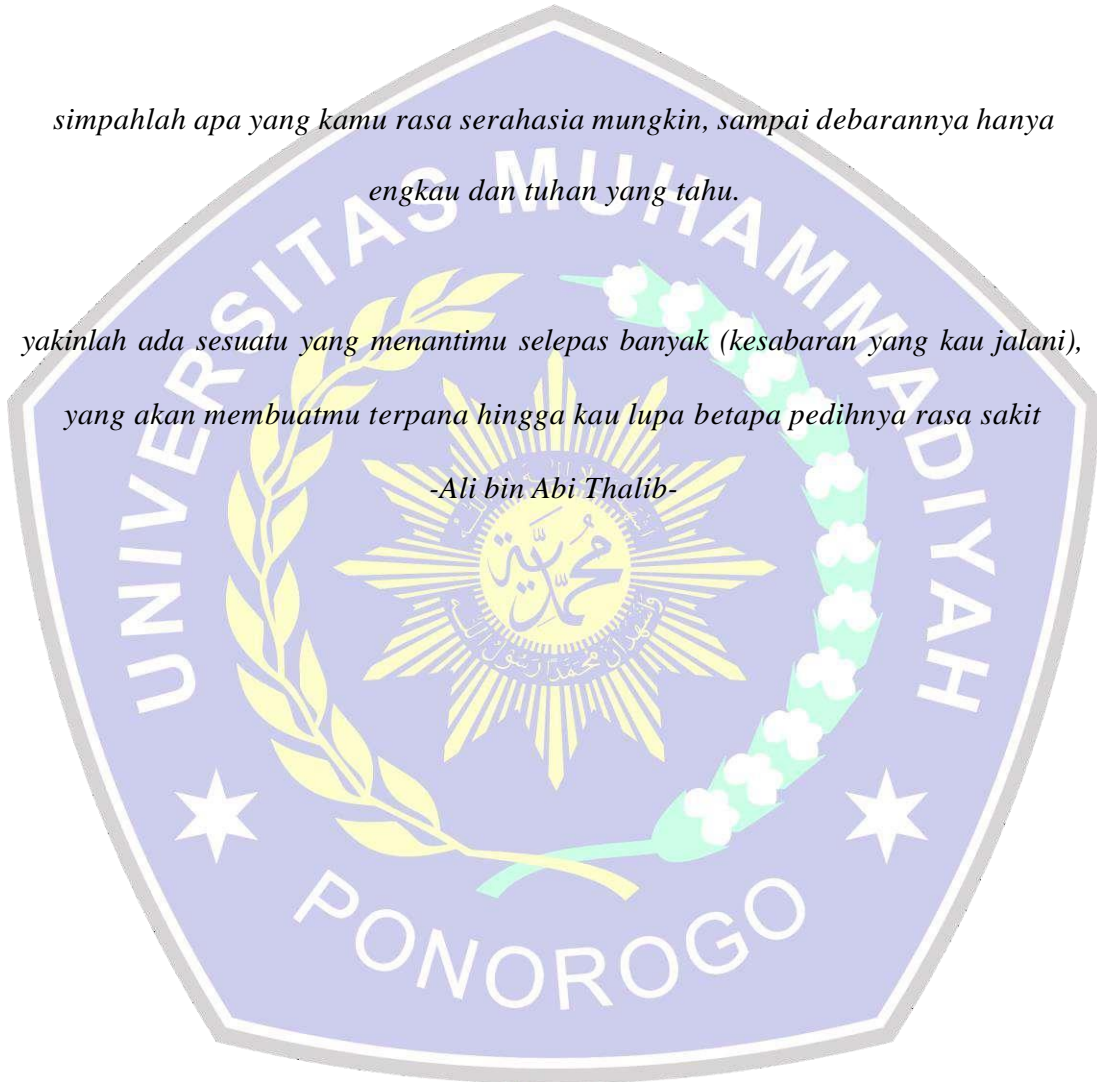 simpahlah apa yang kamu rasa serahasia mungkin, sampai debarannya hanya
engkau dan tuhan yang tahu.
yakinlah ada sesuatu yang menantimu selepas banyak (kesabaran yang kau jalani),
yang akan membuatmu terpana hingga kau lupa betapa pedihnya rasa sakit
-Ali bin Abi Thalib-
UNIVERSITAS MUHAMMADIYAH
محمدية
PONOROGO